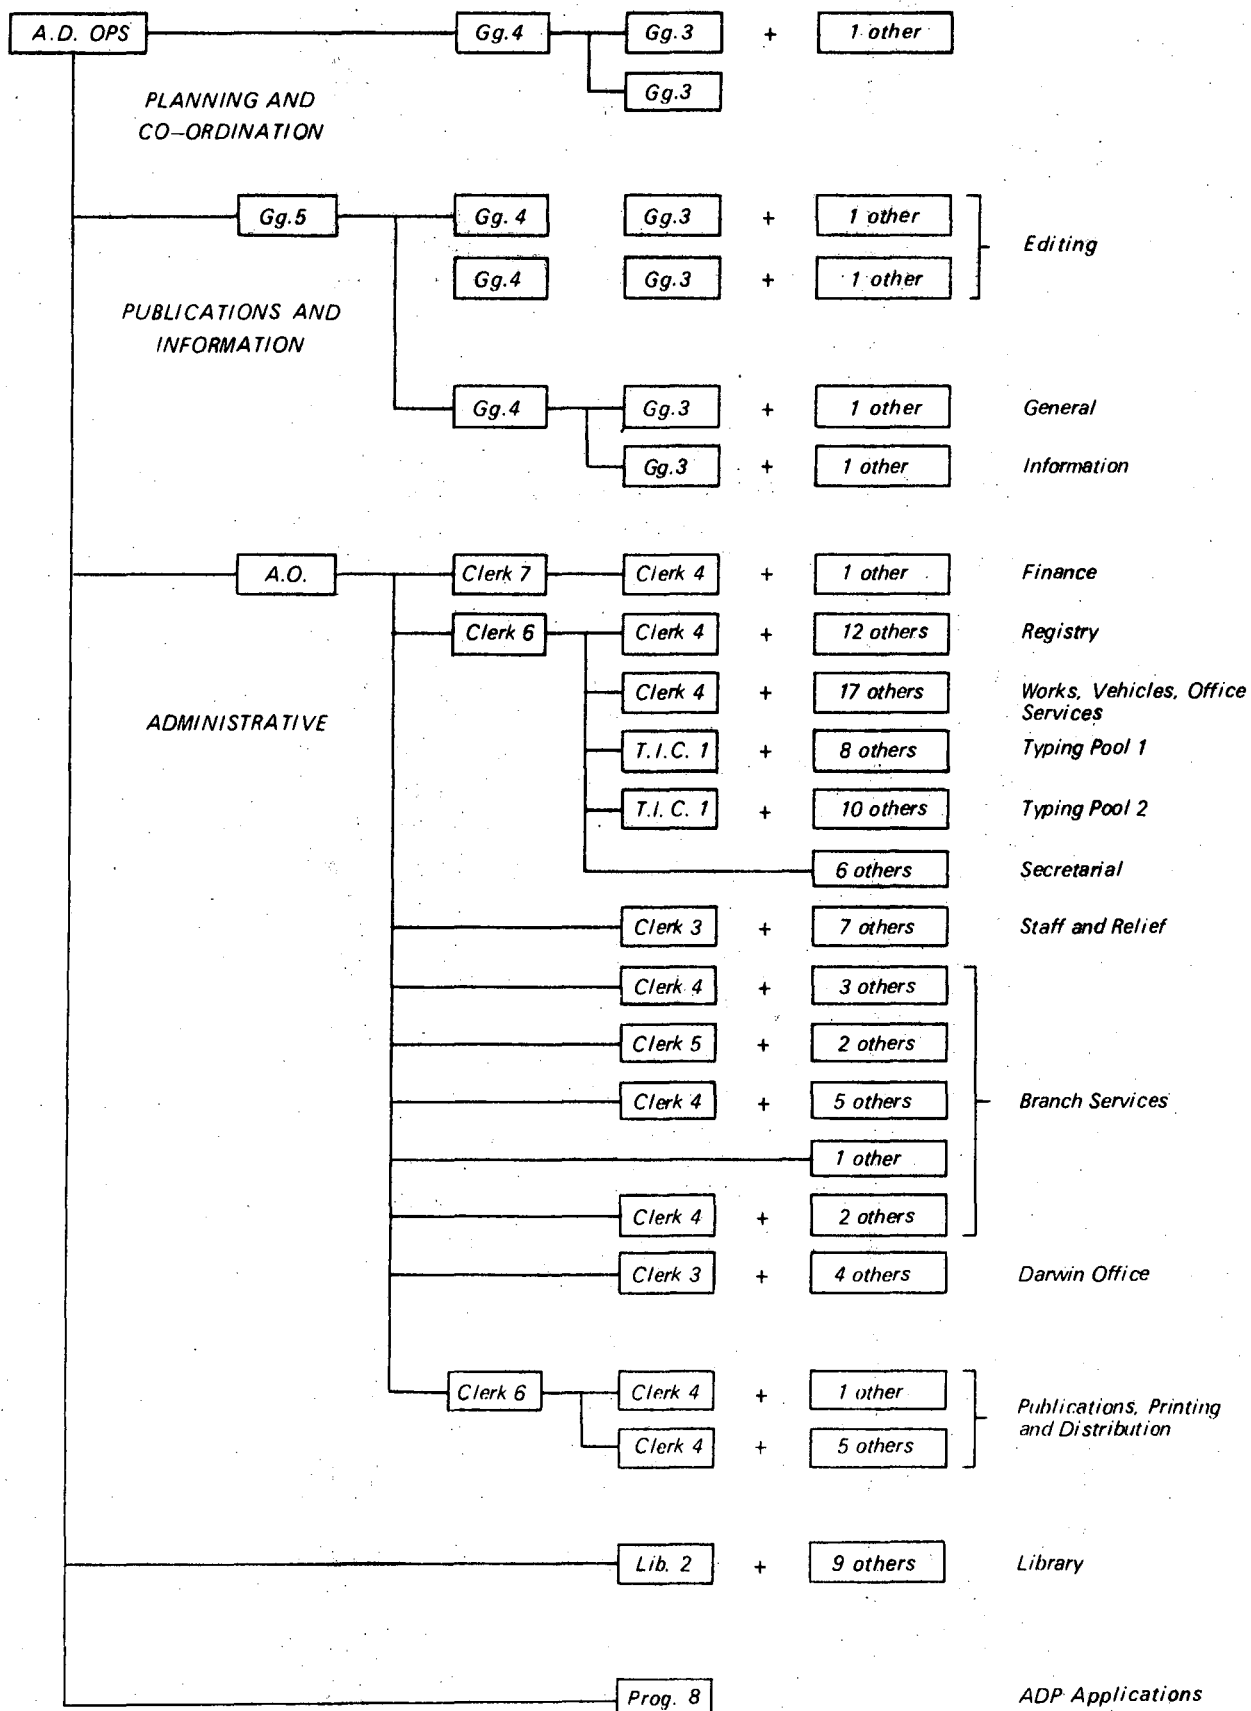 A.D. OPS Gg.4 Gg.3 + 1 other
Gg.3
PLANNING AND
CO-ORDINATION
Gg.5 Gg.4 Gg.3 + 1 other
Editing
Gg.4 Gg.3 + 1 other
PUBLICATIONS AND
INFORMATION
Gg.4 Gg.3 + 1 other General
Gg.3 + 1 other Information
A.O. Clerk 7 Clerk 4 + 1 other Finance
Clerk 6 Clerk 4 + 12 others Registry
Clerk 4 + 17 others Works, Vehicles, Office
Services
ADMINISTRATIVE
T.I.C. 1 + 8 others Typing Pool 1
T.I.C. 1 + 10 others Typing Pool 2
6 others Secretarial
Clerk 3 + 7 others Staff and Relief
Clerk 4 + 3 others
Clerk 5 + 2 others
Clerk 4 + 5 others Branch Services
1 other
Clerk 4 + 2 others
Clerk 3 + 4 others Darwin Office
Clerk 6 Clerk 4 + 1 other
Publications, Printing
and Distribution
Clerk 4 + 5 others
Lib. 2 + 9 others Library
Prog. 8 ADP Applications